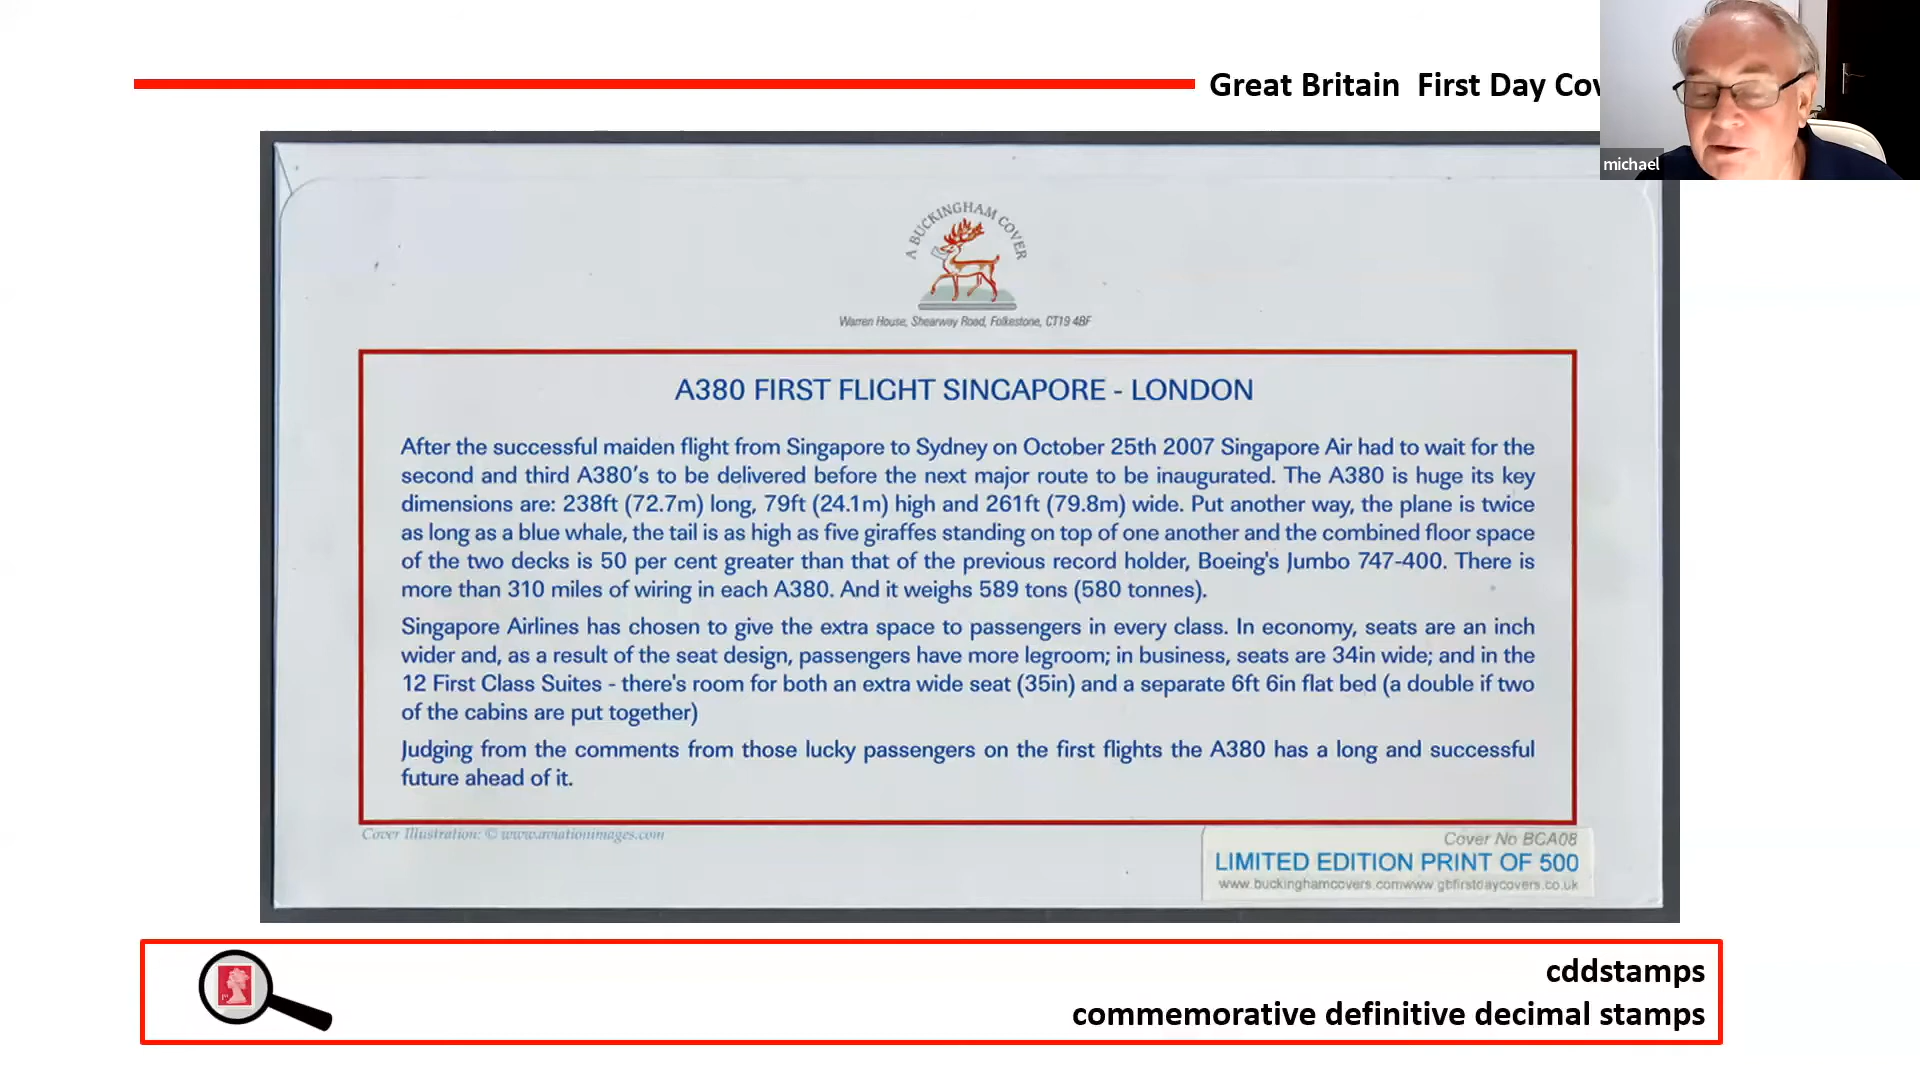 Great Britain  First Day Cov
michael
A BUCKINGHAM COVER
Warren House, Shearway Road, Folkestone, CT19 4BF
A380 FIRST FLIGHT SINGAPORE - LONDON
After the successful maiden flight from Singapore to Sydney on October 25th 2007 Singapore Air had to wait for the
second and third A380's to be delivered before the next major route to be inaugurated. The A380 is huge its key
dimensions are: 238ft (72.7m) long, 79ft (24.1m) high and 261ft (79.8m) wide. Put another way, the plane is twice
as long as a blue whale, the tail is as high as five giraffes standing on top of one another and the combined floor space
of the two decks is 50 per cent greater than that of the previous record holder, Boeing's Jumbo 747-400. There is
more than 310 miles of wiring in each A380. And it weighs 589 tons (580 tonnes).
Singapore Airlines has chosen to give the extra space to passengers in every class. In economy, seats are an inch
wider and, as a result of the seat design, passengers have more legroom; in business, seats are 34in wide; and in the
12 First Class Suites - there's room for both an extra wide seat (35in) and a separate 6ft 6in flat bed (a double if two
of the cabins are put together)
Judging from the comments from those lucky passengers on the first flights the A380 has a long and successful
future ahead of it.
Cover Illustration: © www.aviationimages.com
Cover No BCA08
LIMITED EDITION PRINT OF 500
www.buckinghamcovers.comwww.gbfirstdaycovers.co.uk
cddstamps
commemorative definitive decimal stamps